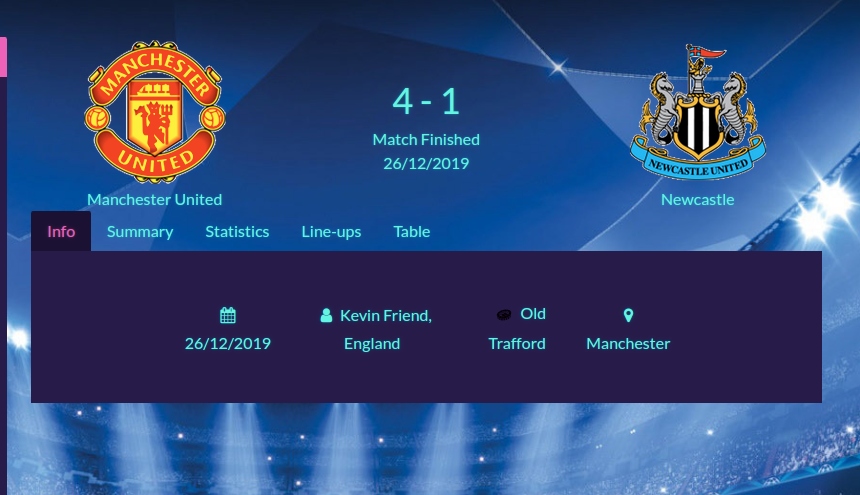 MANCHESTER
UNITED
4 - 1
Match Finished
26/12/2019
NEWCASTLE UNITED
Manchester United
Newcastle
Info Summary Statistics Line-ups Table
Kevin Friend,
England
26/12/2019
Old
Trafford
Manchester